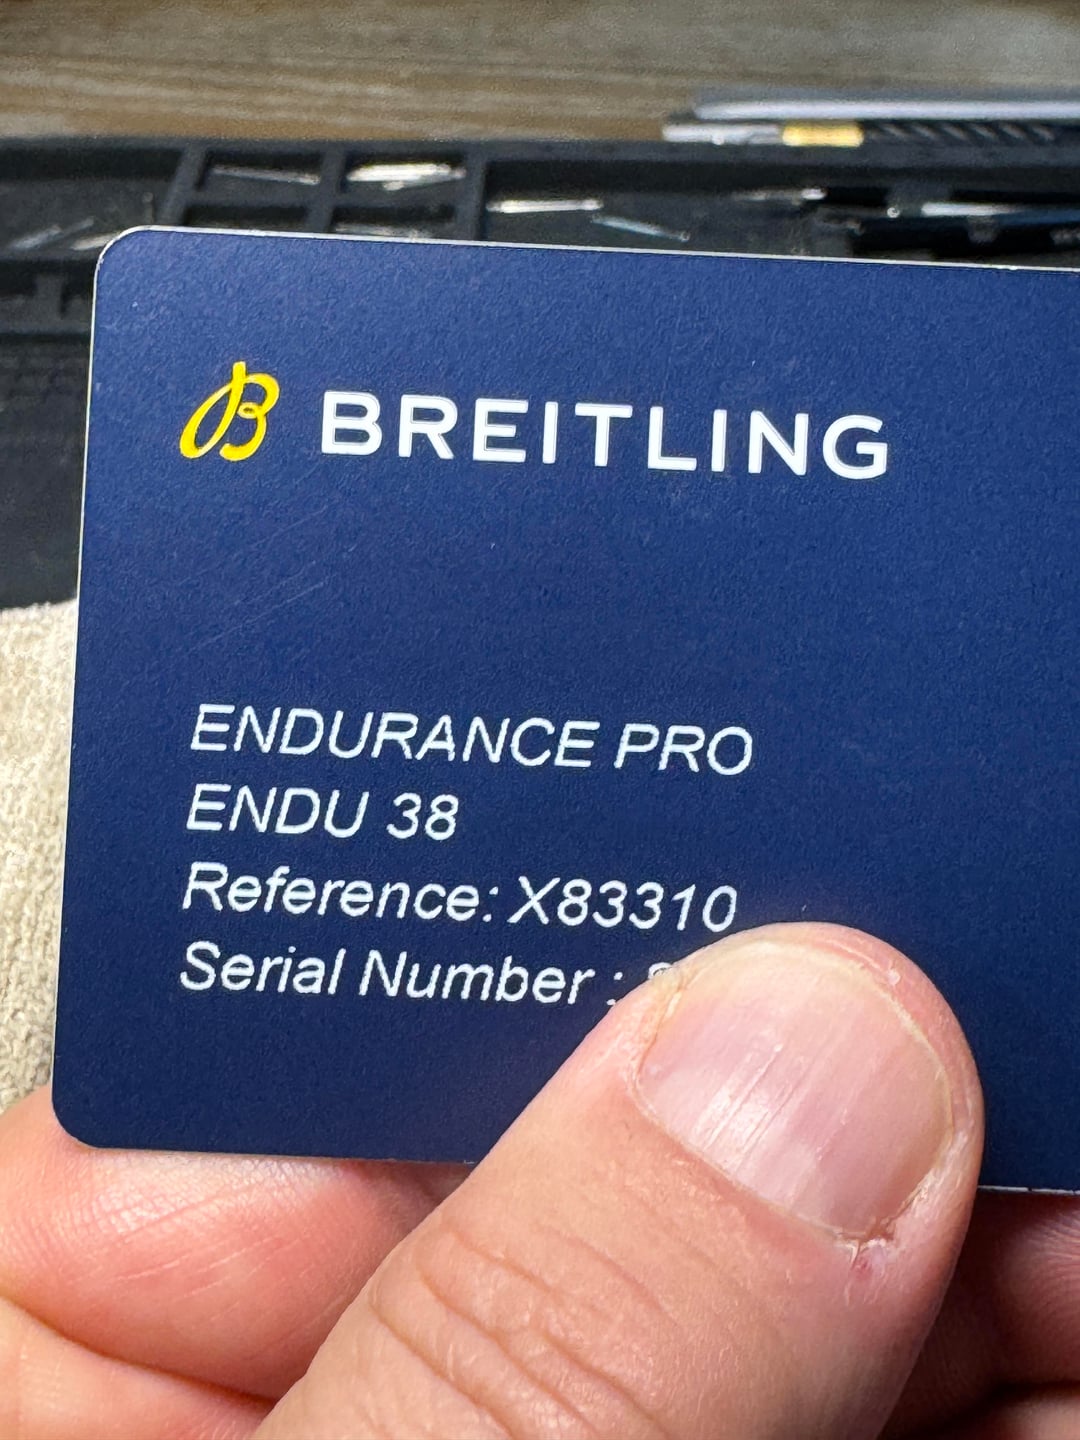 B BREITLING
ENDURANCE PRO
ENDU 38
Reference: X83310
Serial Number :